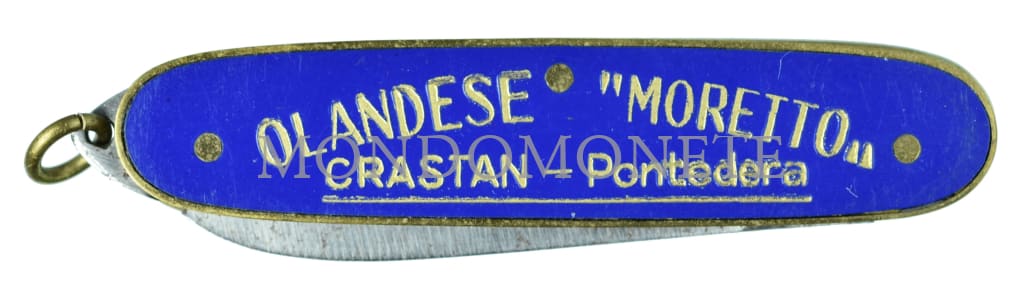 OLANDESE "MORETTO"
MONDOMONETE
CRASTAN - Pontedera